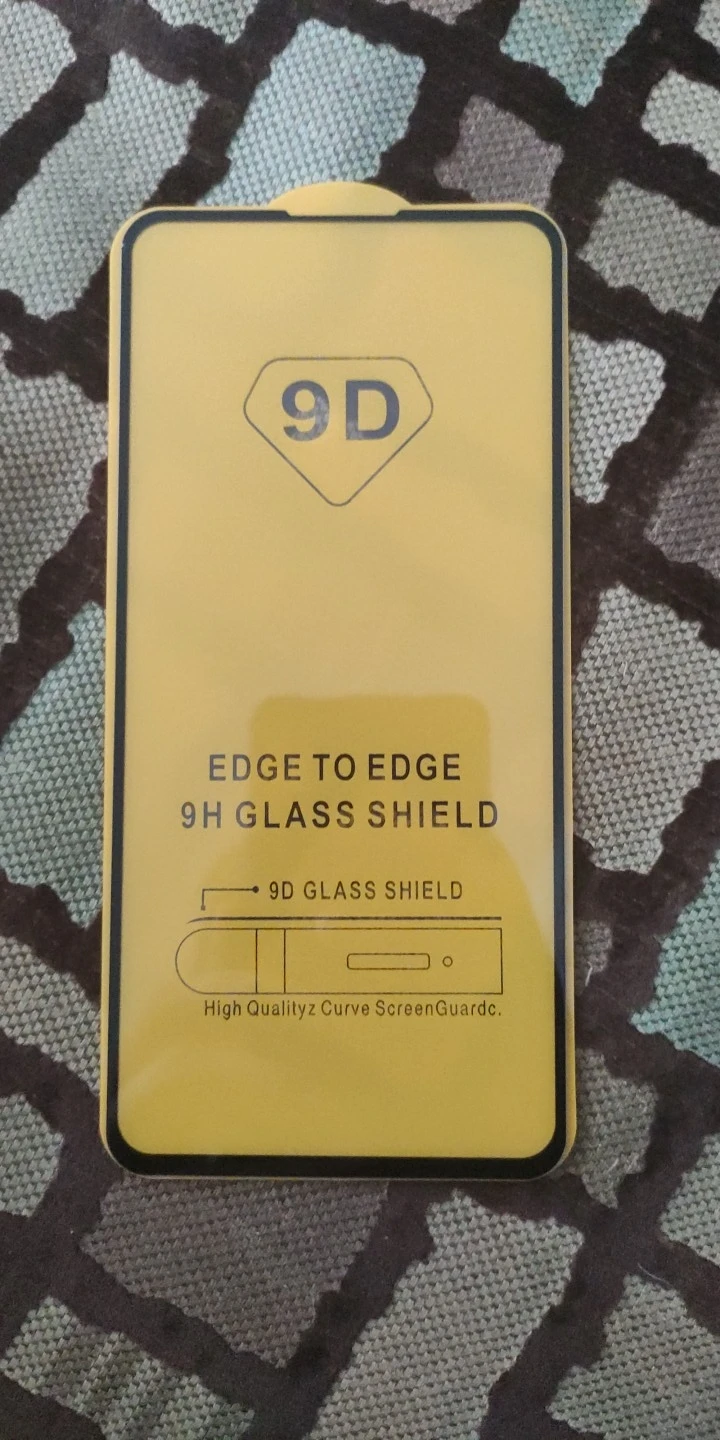 9D
EDGE TO EDGE
9H GLASS SHIELD
9D GLASS SHIELD
High Qualityz Curve ScreenGuardc.